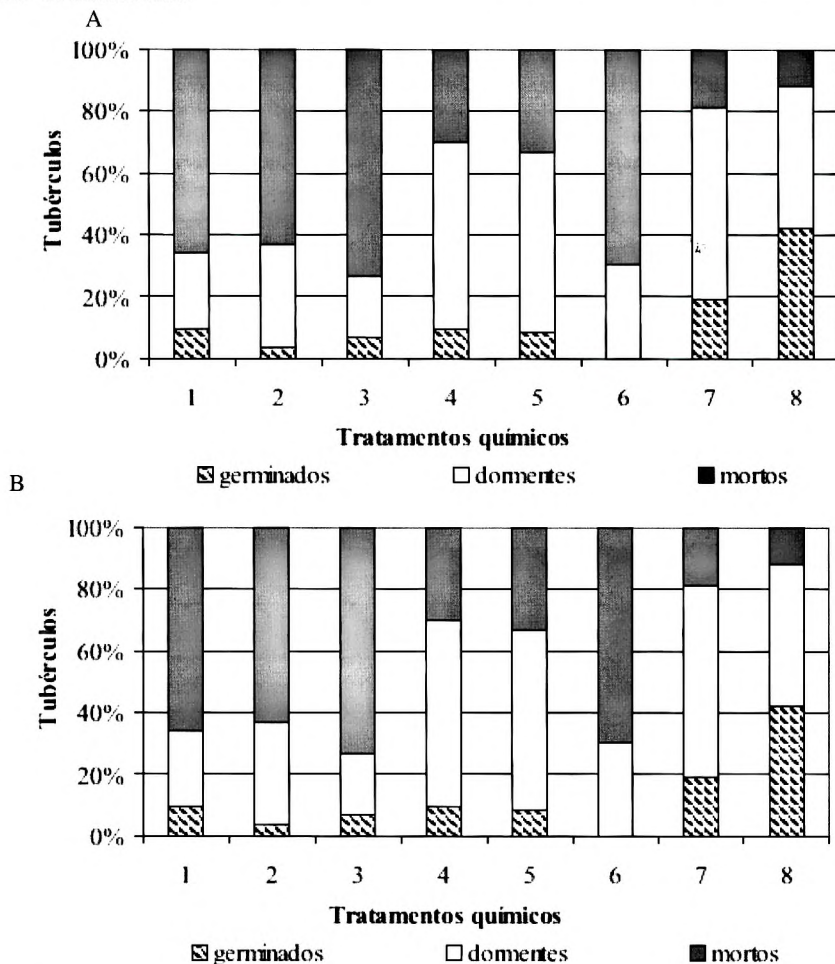 A
100%
80%
60%
40%
20%
0%
Tubérculos
1 2 3 4 5 6 7 8
Tratamentos químicos
germinados dormentes mortos
B
100%
80%
60%
40%
20%
0%
Tubérculos
1 2 3 4 5 6 7 8
Tratamentos químicos
germinados dormentes mortos